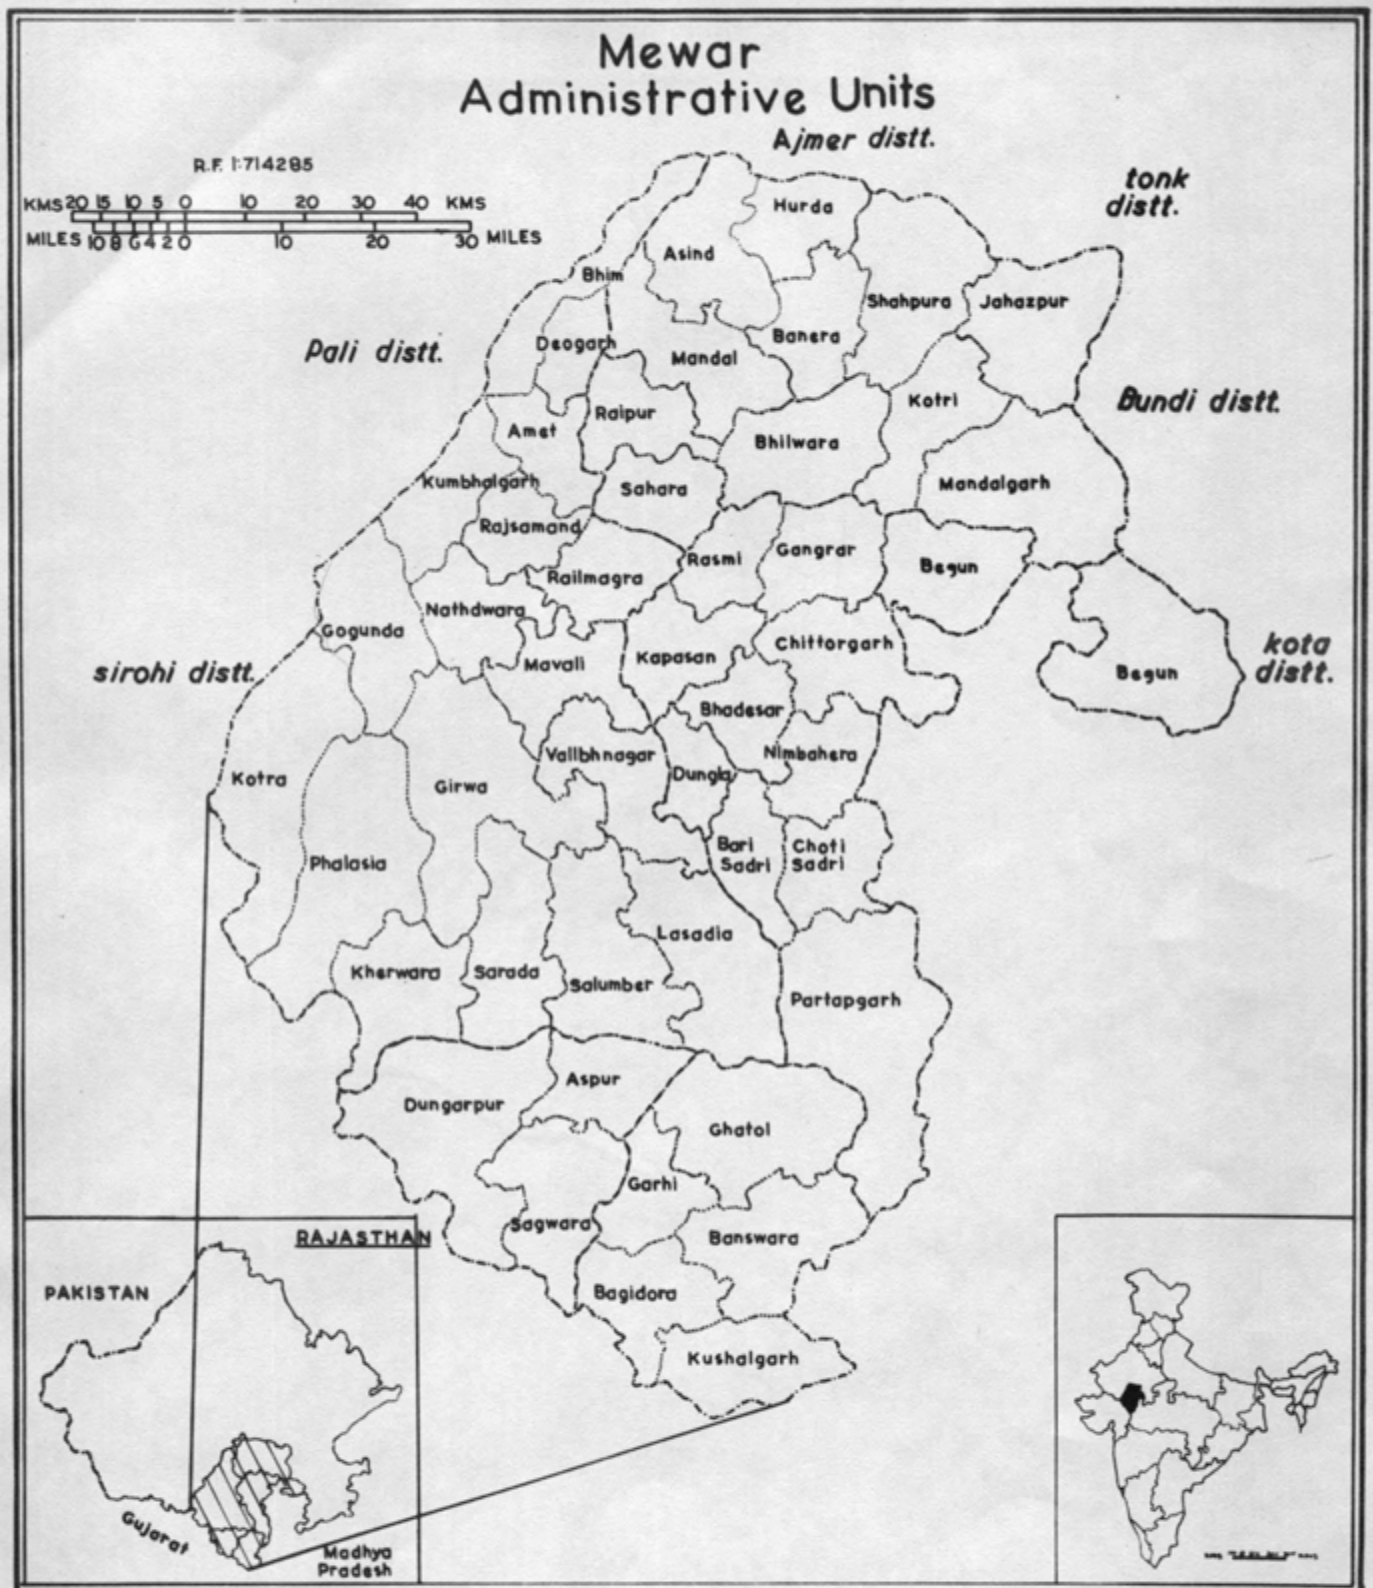 Mewar
Administrative Units
Ajmer distt.
R.F. 1:714285
KMS 20 15 10 5 0 10 20 30 40 KMS
MILES 10 8 6 4 2 0 10 20 30 MILES
tonk
distt.
Hurda
Asind
Bhim
Shahpura
Jahazpur
Banera
Pali distt.
Deogarh
Mandal
Kotri
Bundi distt.
Raipur
Amet
Bhilwara
Kumbhalgarh
Sahara
Mandalgarh
Rajsamand
Rasmi
Gangrar
Begun
Railmagra
Nathdwara
Gogunda
Chittorgarh
kota
distt.
sirohi distt.
Mavali
Kapasan
Begun
Bhadesar
Vallbhnagar
Nimbahera
Dungla
Kotra
Girwa
Bari
Sadri
Choti
Sadri
Phalasia
Lasadia
Kherwara
Sarada
Salumber
Partapgarh
Aspur
Dungarpur
Ghatol
Garhi
Sagwara
Banswara
RAJASTHAN
PAKISTAN
Bagidora
Kushalgarh
Gujarat
Madhya
Pradesh